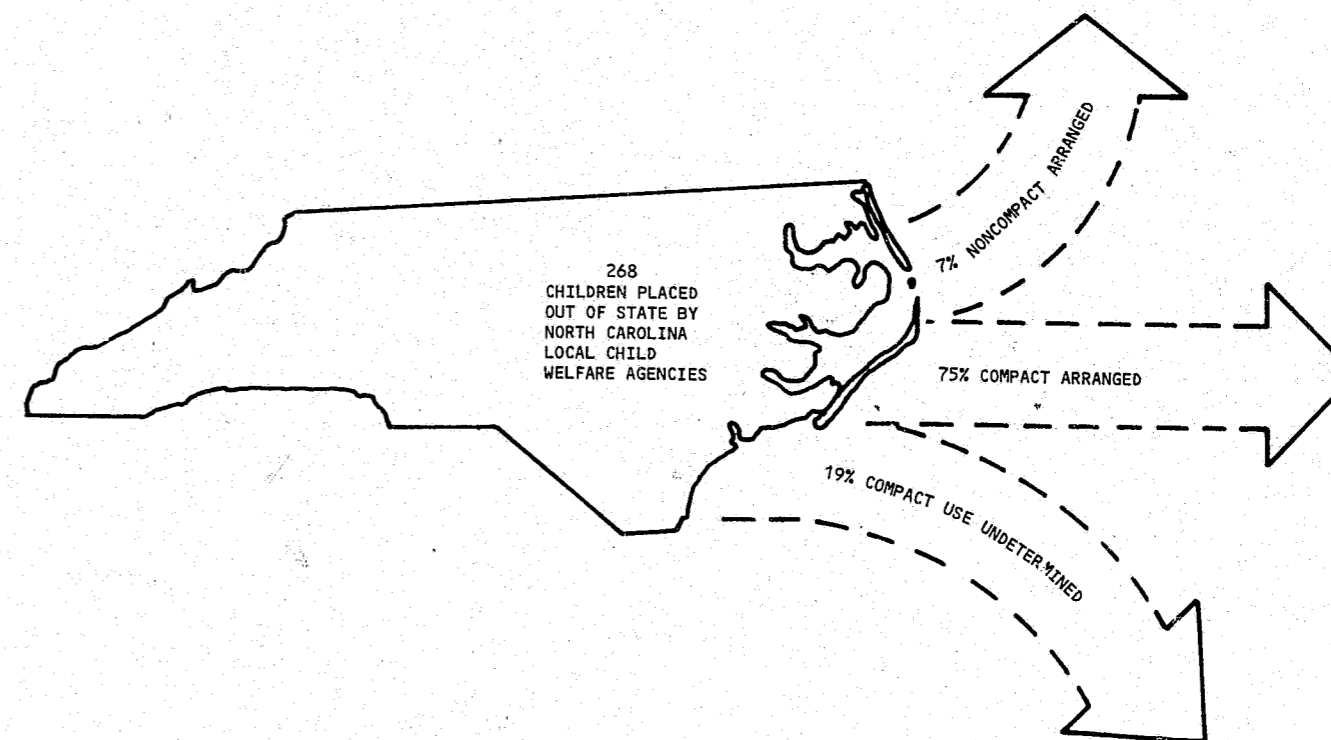 268
CHILDREN PLACED
OUT OF STATE BY
NORTH CAROLINA
LOCAL CHILD
WELFARE AGENCIES
7% NONCOMPACT ARRANGED
75% COMPACT ARRANGED
19% COMPACT USE UNDETERMINED